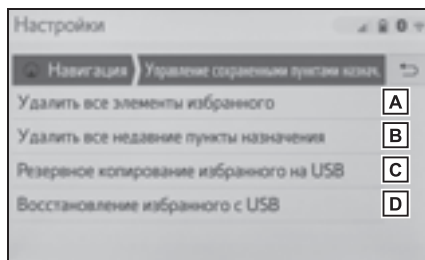 Настройки
Навигация Управление сохраненными пунктами назнач.
Удалить все элементы избранного A
Удалить все недавние пункты назначения B
Резервное копирование избранного на USB C
Восстановление избранного с USB D